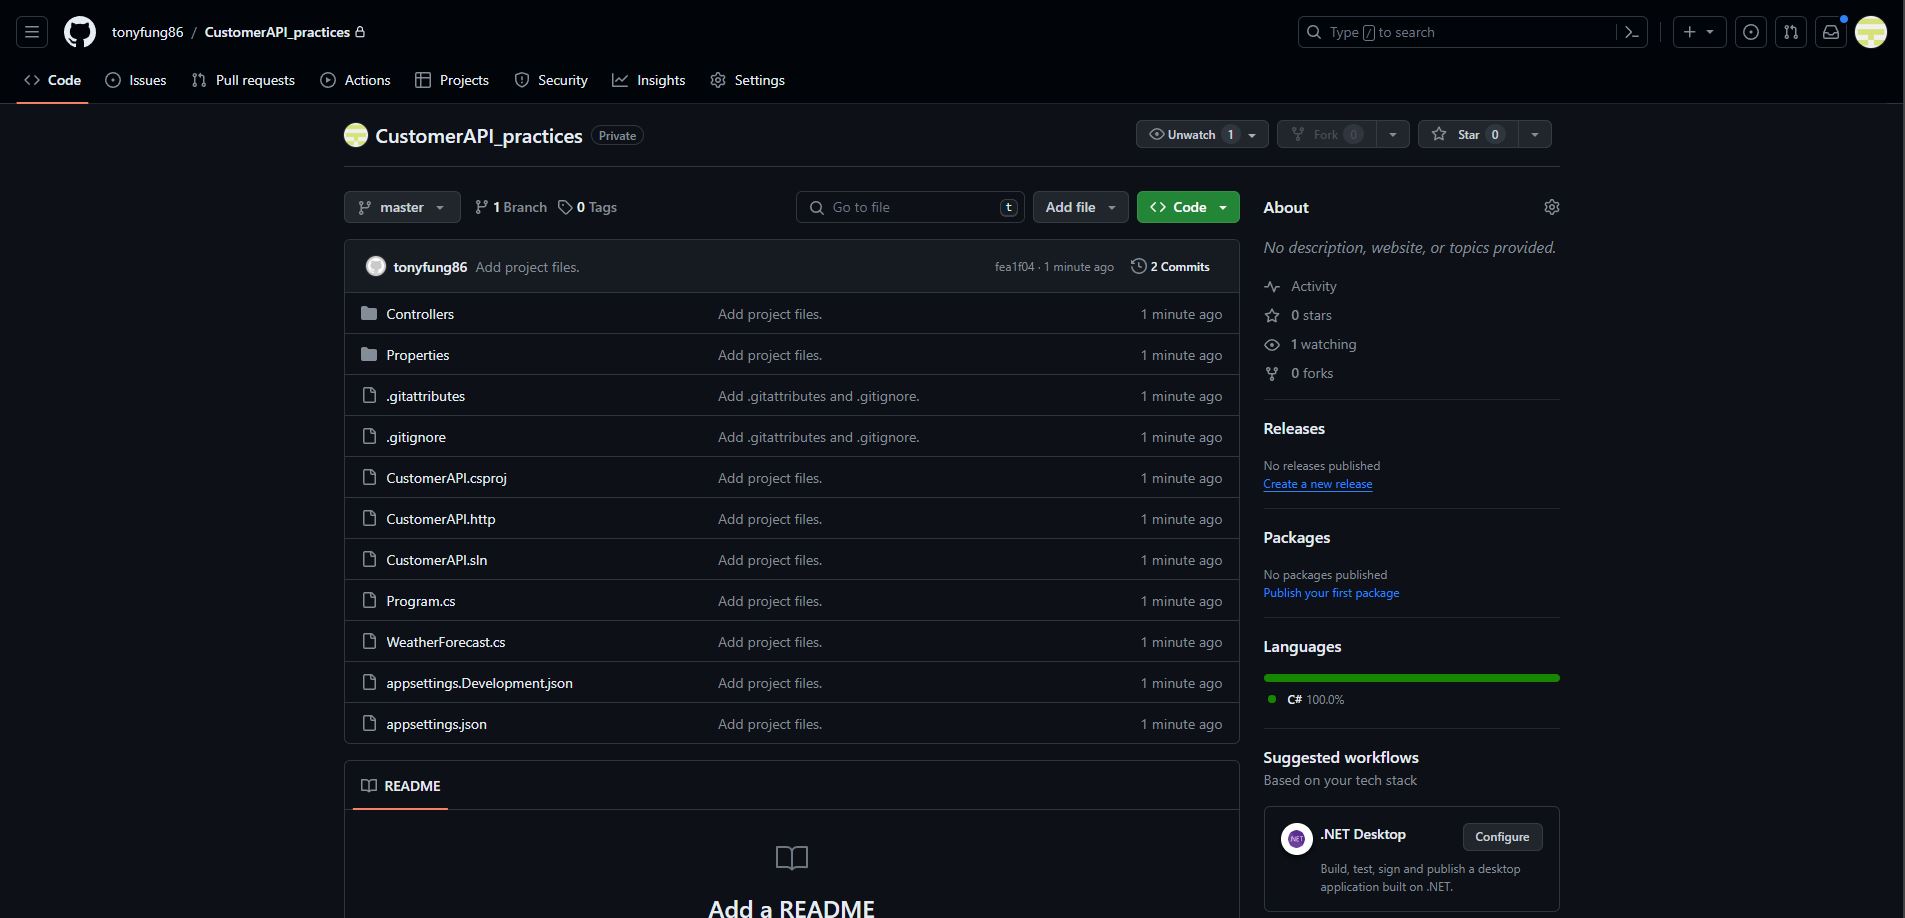 tonyfung86 / CustomerAPI_practices
Type / to search
Code Issues Pull requests Actions Projects Security Insights Settings
CustomerAPI_practices Private
Unwatch 1 Fork 0 Star 0
master 1 Branch 0 Tags
Go to file t Add file Code
tonyfung86 Add project files. fea1f04 · 1 minute ago 2 Commits
Controllers Add project files. 1 minute ago
Properties Add project files. 1 minute ago
.gitattributes Add .gitattributes and .gitignore. 1 minute ago
.gitignore Add .gitattributes and .gitignore. 1 minute ago
CustomerAPI.csproj Add project files. 1 minute ago
CustomerAPI.http Add project files. 1 minute ago
CustomerAPI.sln Add project files. 1 minute ago
Program.cs Add project files. 1 minute ago
WeatherForecast.cs Add project files. 1 minute ago
appsettings.Development.json Add project files. 1 minute ago
appsettings.json Add project files. 1 minute ago
README
Add a README
About
No description, website, or topics provided.
Activity
0 stars
1 watching
0 forks
Releases
No releases published
Create a new release
Packages
No packages published
Publish your first package
Languages
C# 100.0%
Suggested workflows
Based on your tech stack
.NET
.NET Desktop
Configure
Build, test, sign and publish a desktop
application built on .NET.